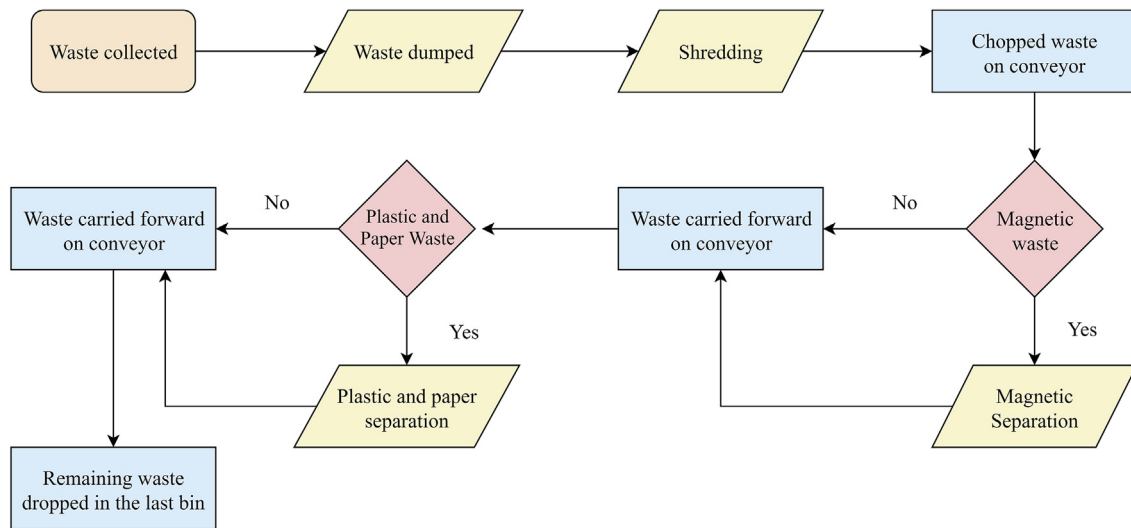 Waste collected
Waste dumped
Shredding
Chopped waste
on conveyor
Magnetic
waste
No
Yes
Magnetic
Separation
Waste carried forward
on conveyor
Plastic and
Paper Waste
No
Yes
Plastic and paper
separation
Waste carried forward
on conveyor
Remaining waste
dropped in the last bin